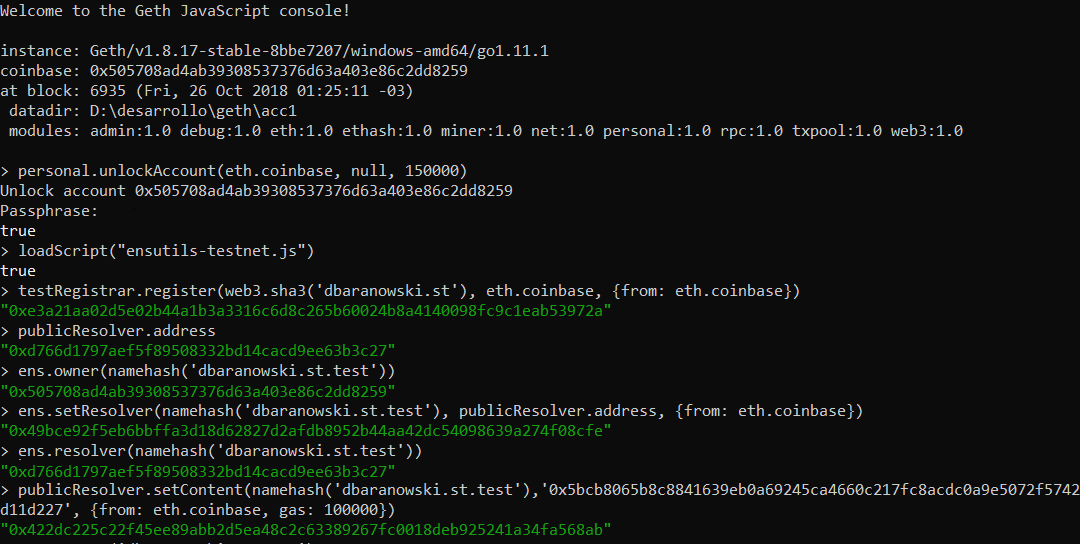 Welcome to the Geth JavaScript console!
instance: Geth/v1.8.17-stable-8bbe7207/windows-amd64/go1.11.1
coinbase: 0x505708ad4ab39308537376d63a403e86c2dd8259
at block: 6935 (Fri, 26 Oct 2018 01:25:11 -03)
 datadir: D:\desarrollo\geth\acc1
 modules: admin:1.0 debug:1.0 eth:1.0 ethash:1.0 miner:1.0 net:1.0 personal:1.0 rpc:1.0 txpool:1.0 web3:1.0
> personal.unlockAccount(eth.coinbase, null, 150000)
Unlock account 0x505708ad4ab39308537376d63a403e86c2dd8259
Passphrase:
true
> loadScript("ensutils-testnet.js")
true
> testRegistrar.register(web3.sha3('dbaranowski.st'), eth.coinbase, {from: eth.coinbase})
"0xe3a21aa02d5e02b44a1b3a3316c6d8c265b60024b8a4140098fc9c1eab53972a"
> publicResolver.address
"0xd766d1797aef5f89508332bd14cacd9ee63b3c27"
> ens.owner(namehash('dbaranowski.st.test'))
"0x505708ad4ab39308537376d63a403e86c2dd8259"
> ens.setResolver(namehash('dbaranowski.st.test'), publicResolver.address, {from: eth.coinbase})
"0x49bce92f5eb6bbffa3d18d62827d2afdb8952b44aa42dc54098639a274f08cfe"
> ens.resolver(namehash('dbaranowski.st.test'))
"0xd766d1797aef5f89508332bd14cacd9ee63b3c27"
> publicResolver.setContent(namehash('dbaranowski.st.test'),'0x5bcb8065b8c8841639eb0a69245ca4660c217fc8acdc0a9e5072f5742
d11d227', {from: eth.coinbase, gas: 100000})
"0x422dc225c22f45ee89abb2d5ea48c2c63389267fc0018deb925241a34fa568ab"